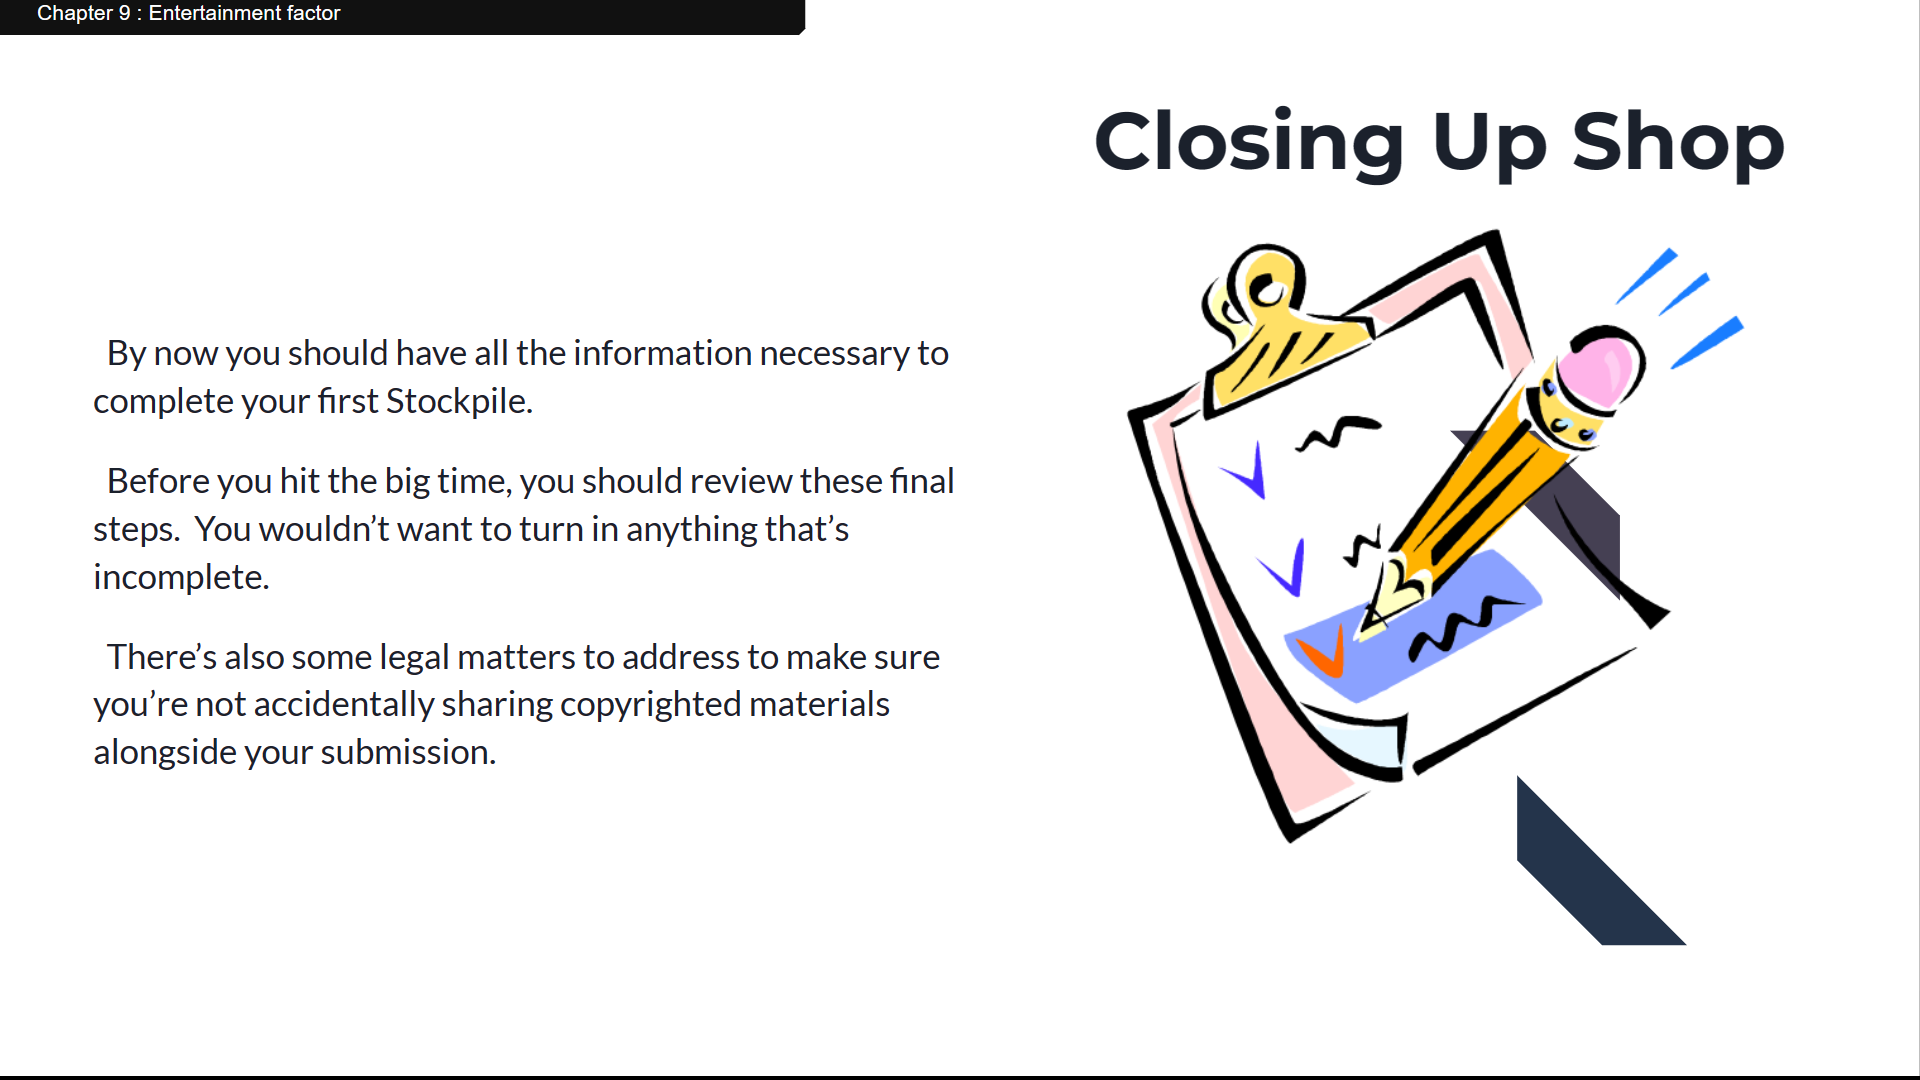 Chapter 9 : Entertainment factor
Closing Up Shop
By now you should have all the information necessary to
complete your first Stockpile.
Before you hit the big time, you should review these final
steps.  You wouldn’t want to turn in anything that’s
incomplete.
There’s also some legal matters to address to make sure
you’re not accidentally sharing copyrighted materials
alongside your submission.